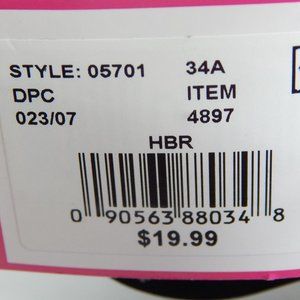 STYLE: 05701 34A
DPC ITEM
023/07 4897
HBR
0 90563 88034 8
$19.99